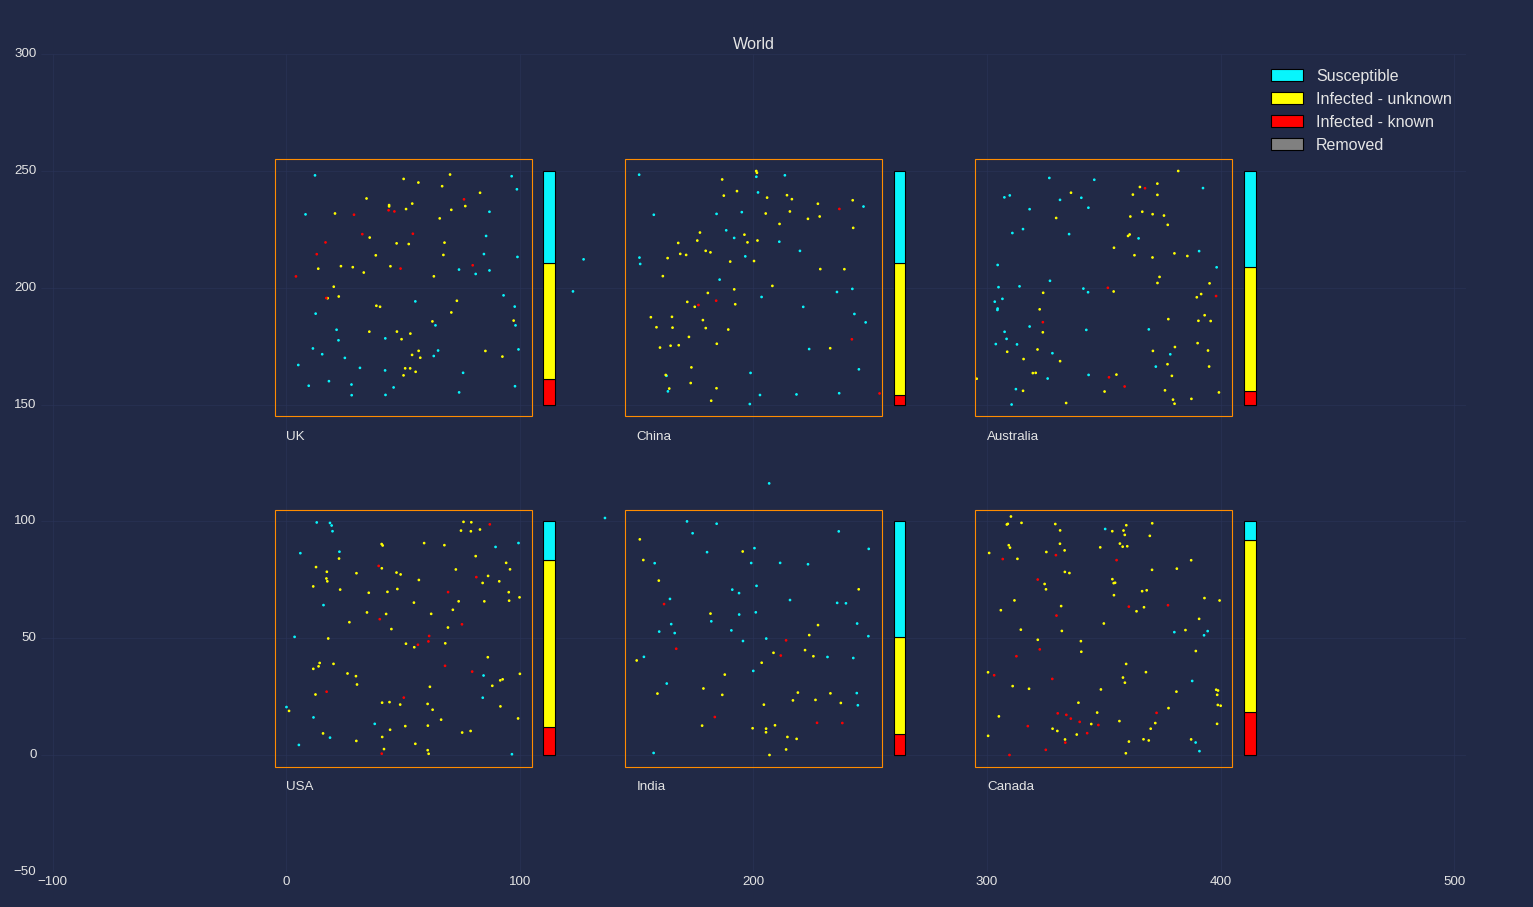 World
300
Susceptible
Infected - unknown
Infected - known
Removed
250
200
150
UK
China
Australia
100
50
0
USA
India
Canada
−50
−100
0
100
200
300
400
500